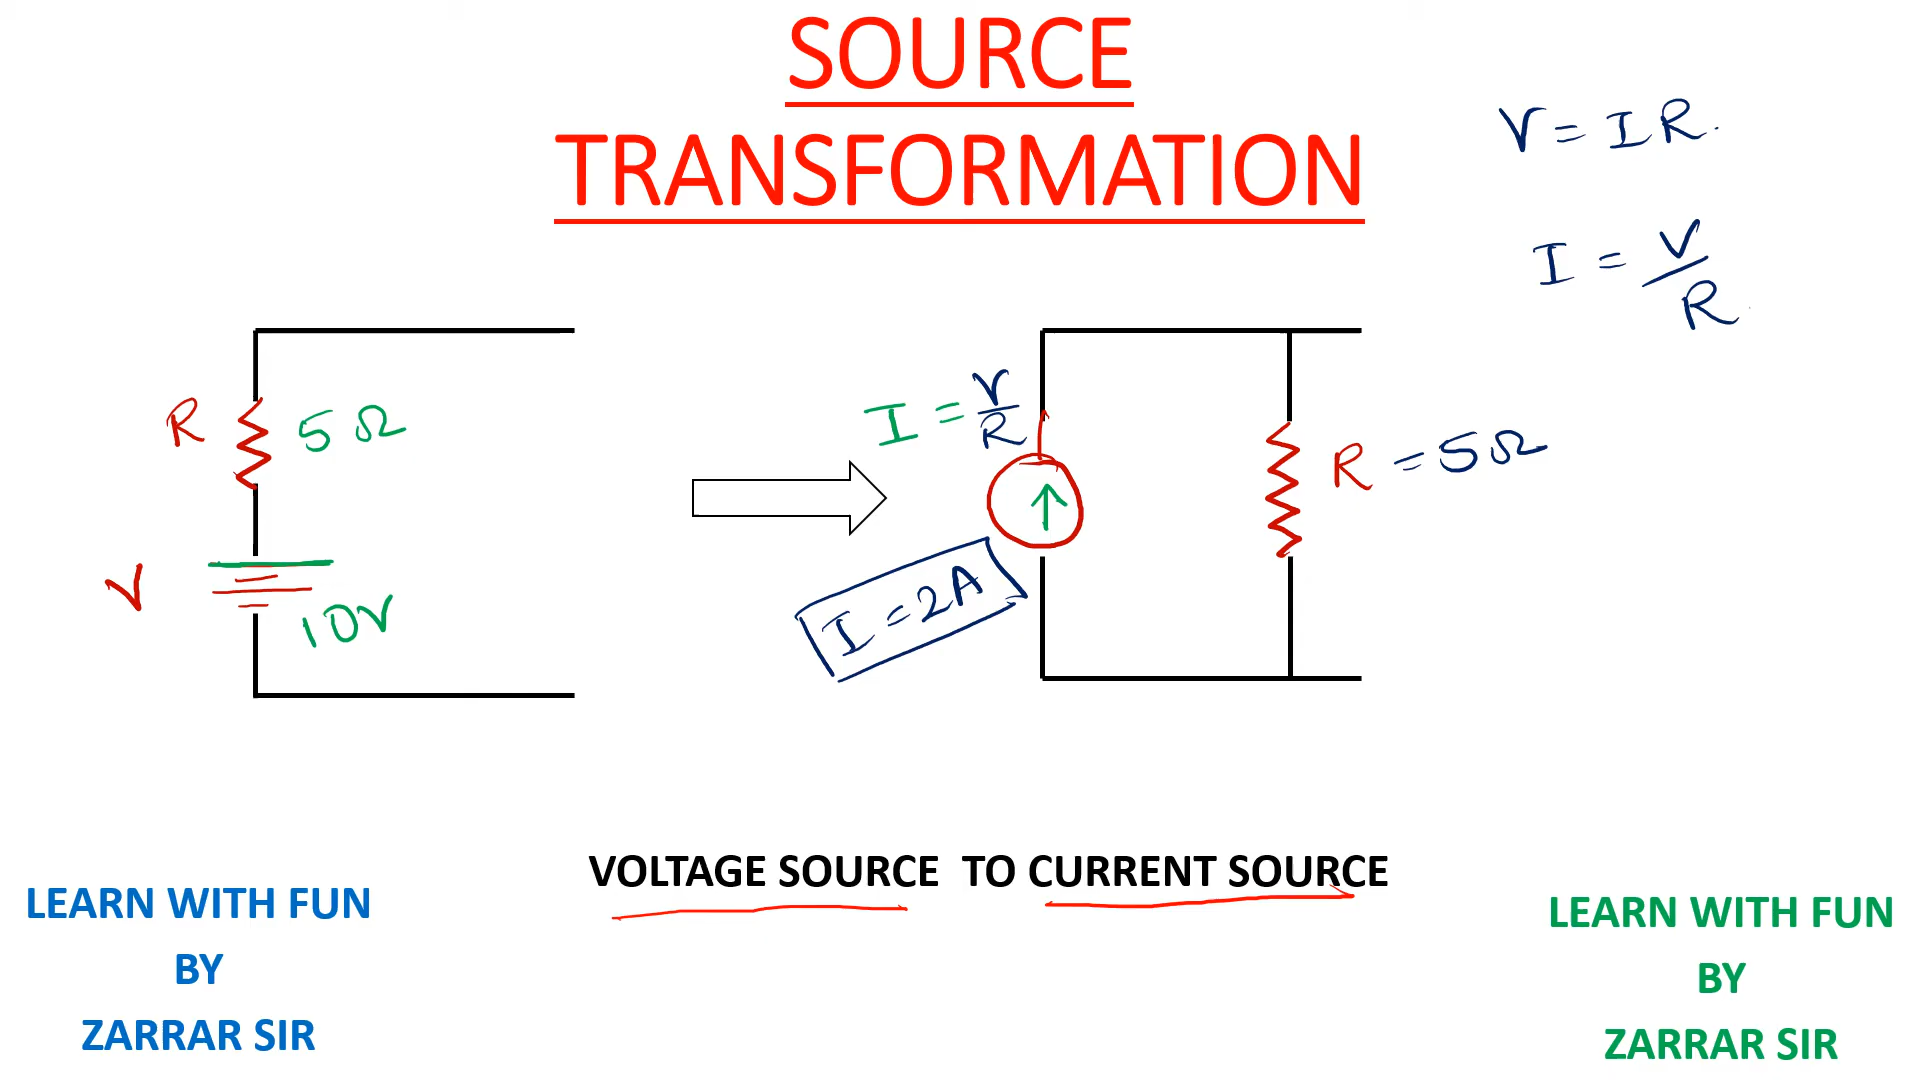 SOURCE
TRANSFORMATION
V = IR.
I = V/R
R
5Ω
V
10V
I = V/R
I = 2A
R = 5Ω
VOLTAGE SOURCE TO CURRENT SOURCE
LEARN WITH FUN
BY
ZARRAR SIR
LEARN WITH FUN
BY
ZARRAR SIR